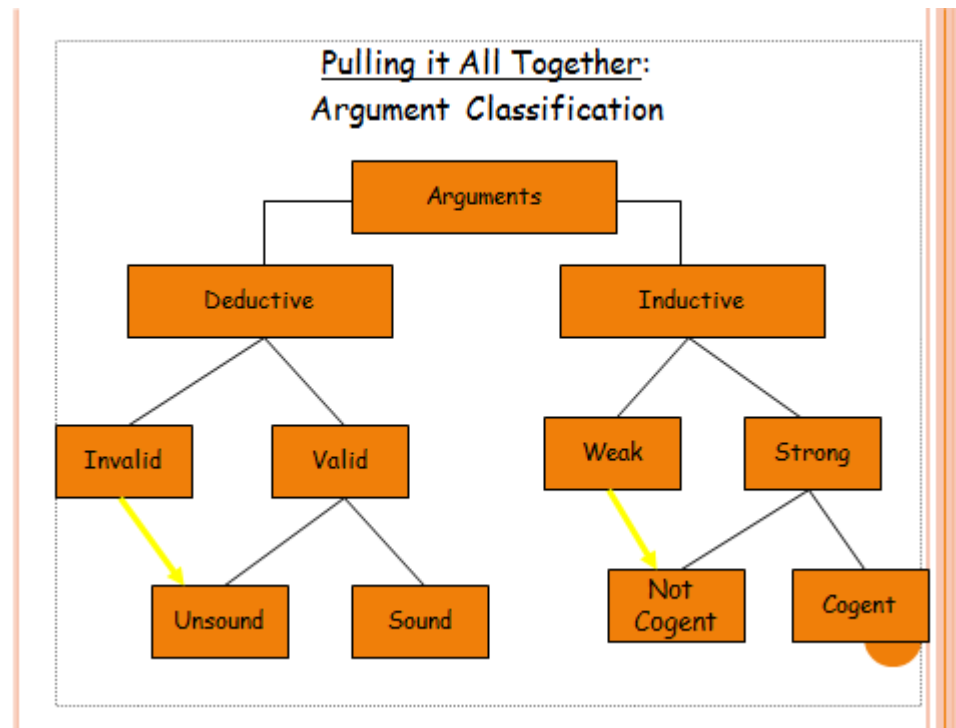 Pulling it All Together:
Argument Classification
Arguments
Deductive
Inductive
Invalid
Valid
Weak
Strong
Unsound
Sound
Not
Cogent
Cogent